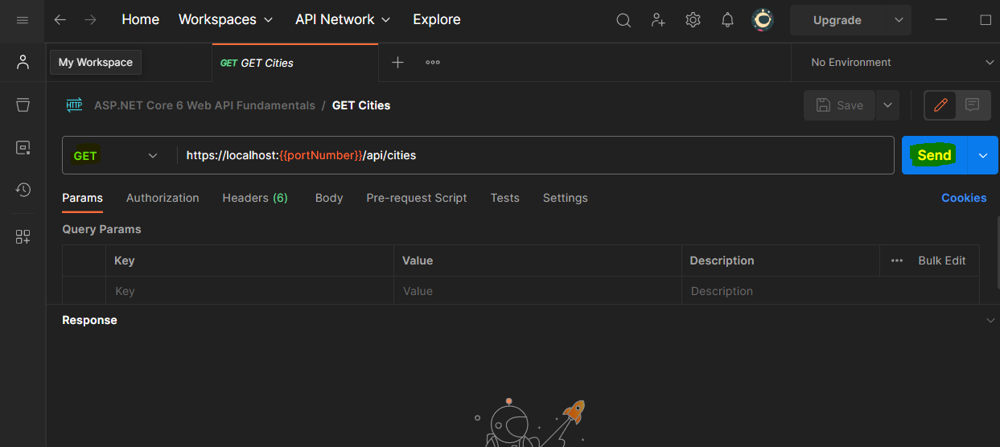 Home Workspaces API Network Explore Upgrade
My Workspace GET GET Cities No Environment
HTTP ASP.NET Core 6 Web API Fundamentals / GET Cities Save
GET https://localhost:{{portNumber}}/api/cities Send
Params Authorization Headers (6) Body Pre-request Script Tests Settings Cookies
Query Params
Key Value Description Bulk Edit
Key Value Description
Response